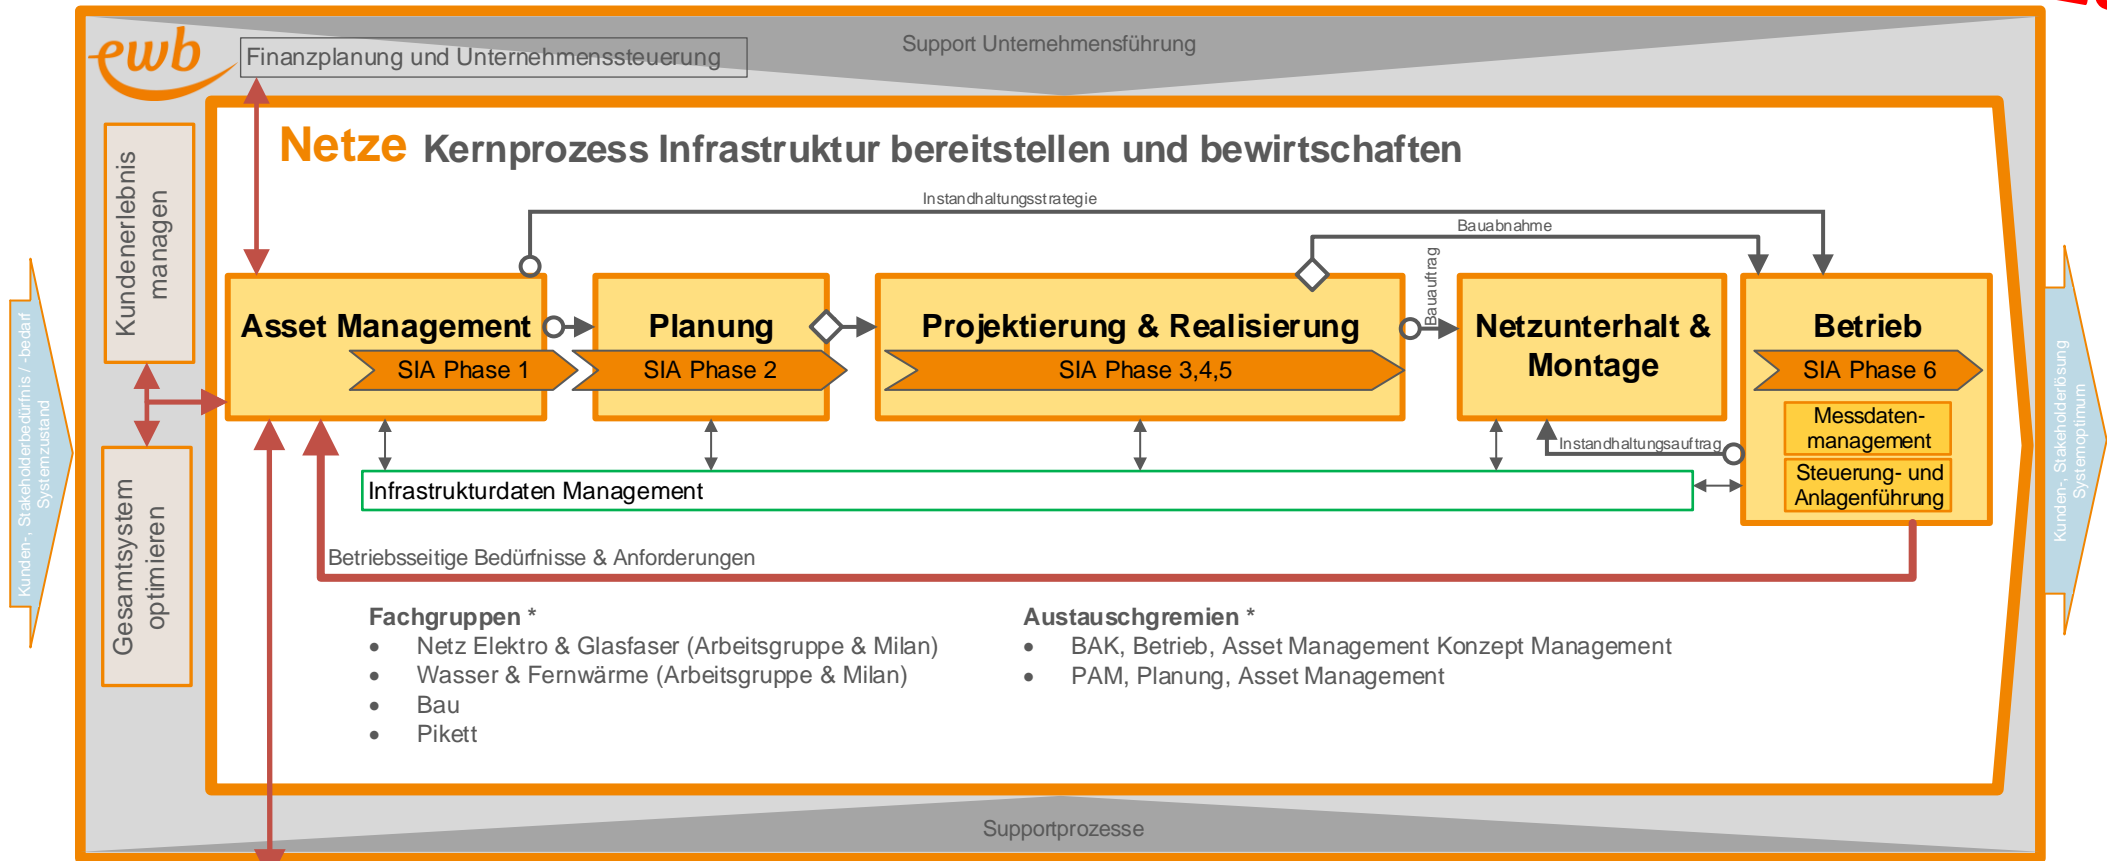 ewb
Support Unternehmensführung
Finanzplanung und Unternehmenssteuerung
Netze Kernprozess Infrastruktur bereitstellen und bewirtschaften
Kundenerlebnis
managen
Gesamtsystem
optimieren
Kunden-, Stakeholderbedürfnis / -bedarf
Systemzustand
Instandhaltungsstrategie
Bauabnahme
Bauauftrag
Asset Management
SIA Phase 1
Planung
SIA Phase 2
Projektierung & Realisierung
SIA Phase 3,4,5
Netzunterhalt &
Montage
Betrieb
SIA Phase 6
Messdaten-
management
Steuerung- und
Anlagenführung
Instandhaltungsauftrag
Infrastrukturdaten Management
Betriebsseitige Bedürfnisse & Anforderungen
Kunden-, Stakeholderlösung
Systemoptimum
Fachgruppen *
• Netz Elektro & Glasfaser (Arbeitsgruppe & Milan)
• Wasser & Fernwärme (Arbeitsgruppe & Milan)
• Bau
• Pikett
Austauschgremien *
• BAK, Betrieb, Asset Management Konzept Management
• PAM, Planung, Asset Management
Supportprozesse